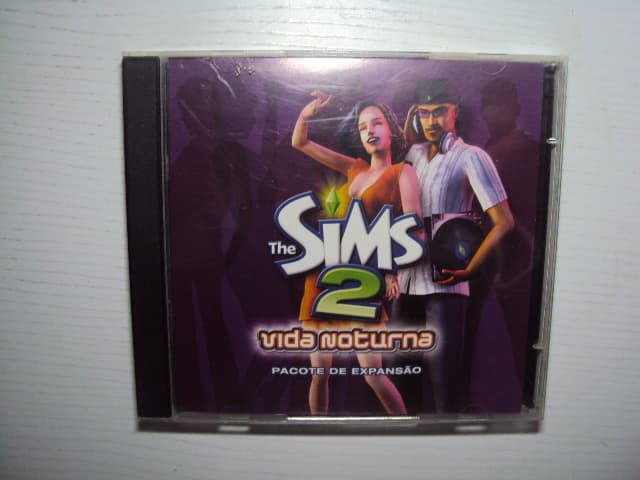 The SiMs
2
vida noturna
PACOTE DE EXPANSÃO